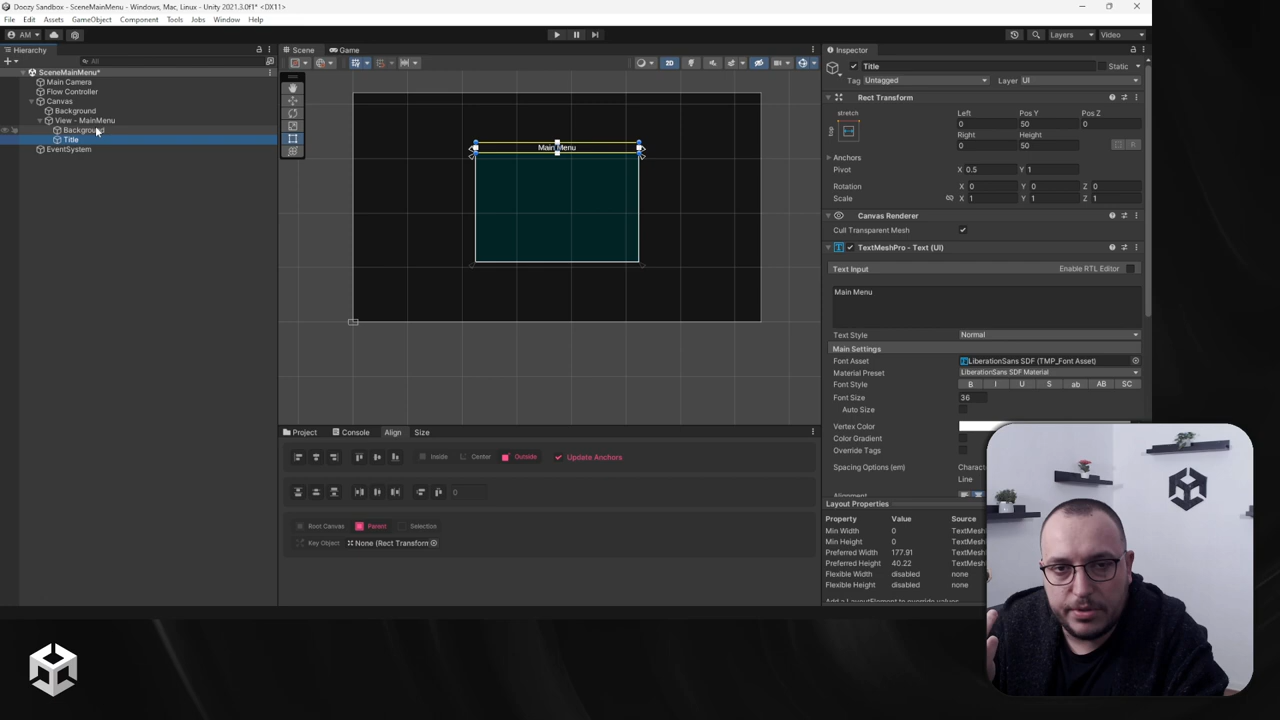 Doozy Sandbox - SceneMainMenu - Windows, Mac, Linux - Unity 2021.3.0f1* <DX11>
File Edit Assets GameObject Component Tools Jobs Window Help
AM Layers Video
Hierarchy Scene Game Inspector
All 2D
SceneMainMenu*
Main Camera
Flow Controller
Canvas
Background
View - MainMenu
Background
Title
EventSystem
Main Menu
Title Static
Tag Untagged Layer UI
Rect Transform
stretch Left Pos Y Pos Z
top 0 50 0
Right Height
0 50 R
Anchors
Pivot X 0.5 Y 1
Rotation X 0 Y 0 Z 0
Scale X 1 Y 1 Z 1
Canvas Renderer
Cull Transparent Mesh
TextMeshPro - Text (UI)
Text Input Enable RTL Editor
Main Menu
Text Style Normal
Main Settings
Font Asset LiberationSans SDF (TMP_Font Asset)
Material Preset LiberationSans SDF Material
Font Style B I U S ab AB SC
Font Size 36
Auto Size
Vertex Color
Color Gradient
Override Tags
Spacing Options (em)
Line
Project Console Align Size
Inside Center Outside Update Anchors
0
Root Canvas Parent Selection
Key Object None (Rect Transform)
Layout Properties
Property Value Source
Min Width 0
Min Height 0
Preferred Width 177.91
Preferred Height 40.22
Flexible Width disabled none
Flexible Height disabled none